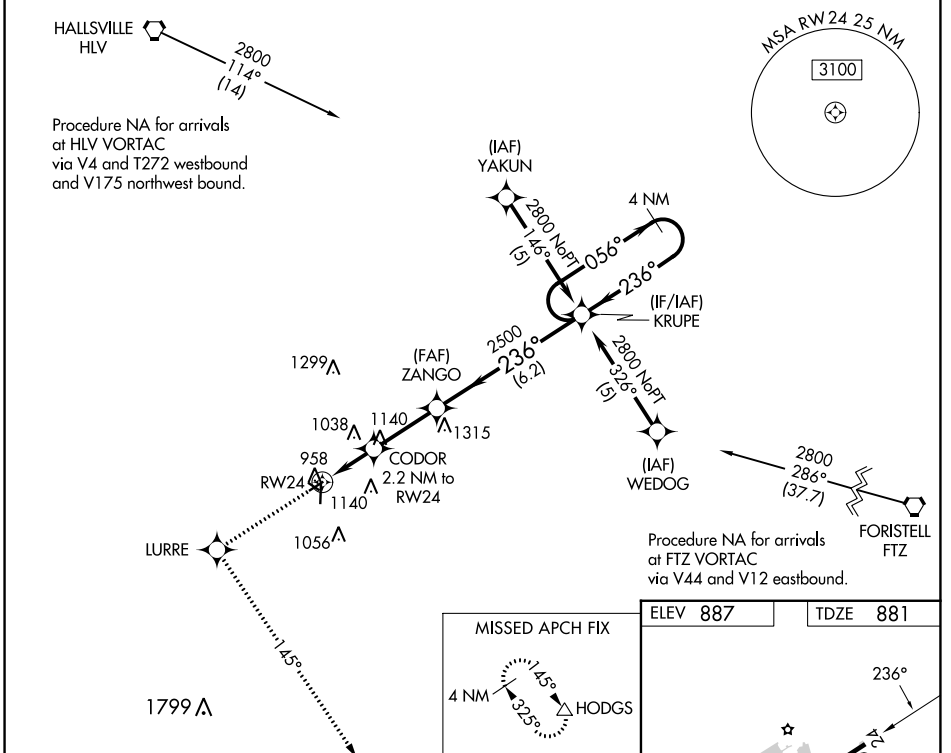 HALLSVILLE
HLV
2800
114°
(14)
Procedure NA for arrivals
at HLV VORTAC
via V4 and T272 westbound
and V175 northwest bound.
MSA RW24 25 NM
3100
(IAF)
YAKUN
2800 NoPT
146°
(5)
4 NM
056°
236°
(IF/IAF)
KRUPE
2500
236°
(6.2)
(FAF)
ZANGO
1299
1038
1140
1315
958
CODOR
2.2 NM to
RW24
RW24
1140
1056
2800 NoPT
326°
(5)
(IAF)
WEDOG
2800
286°
(37.7)
FORISTELL
FTZ
Procedure NA for arrivals
at FTZ VORTAC
via V44 and V12 eastbound.
LURRE
145°
1799
MISSED APCH FIX
4 NM
145°
325°
HODGS
ELEV 887
TDZE 881
236°
24